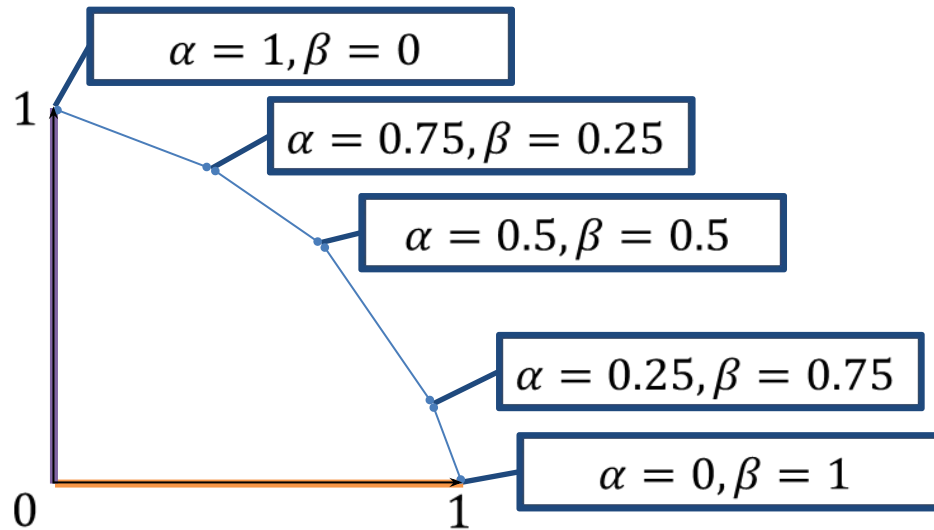 α = 1, β = 0
1
α = 0.75, β = 0.25
α = 0.5, β = 0.5
α = 0.25, β = 0.75
α = 0, β = 1
0
1